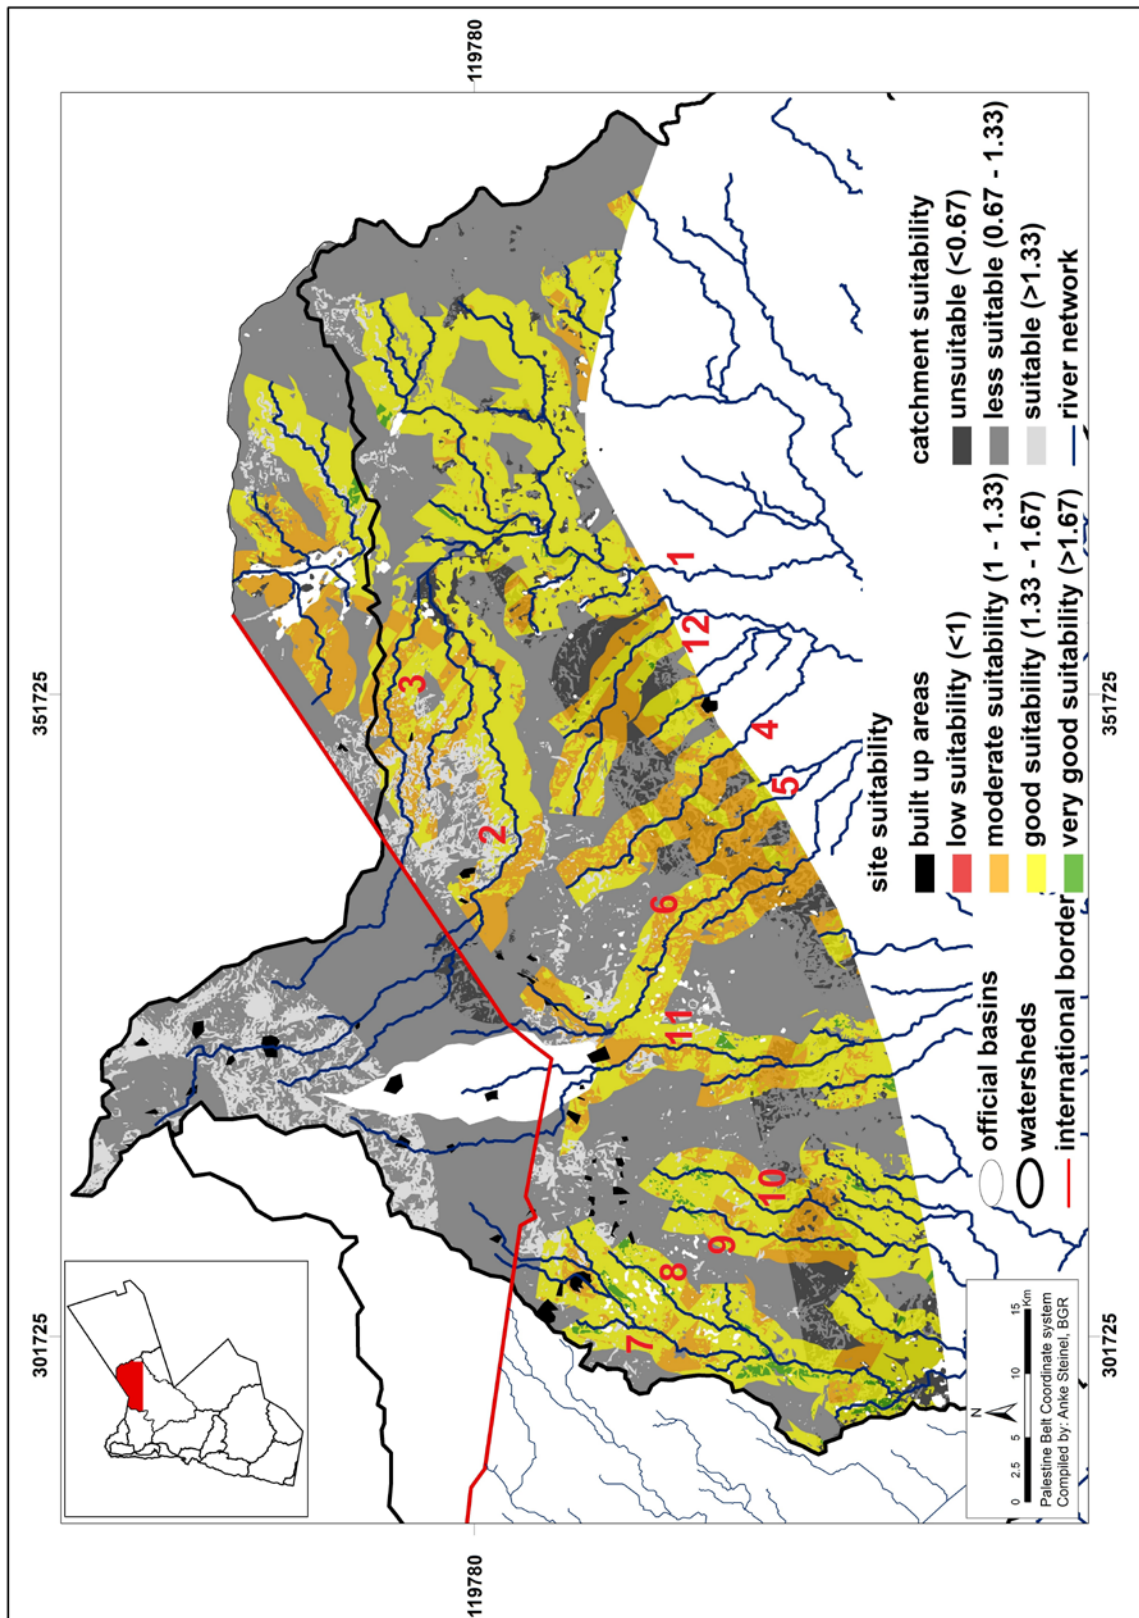 119780
119780
351725
351725
301725
301725
1
2
3
4
5
6
7
8
9
10
11
12
site suitability
built up areas
low suitability (<1)
moderate suitability (1 - 1.33)
good suitability (1.33 - 1.67)
very good suitability (>1.67)
catchment suitability
unsuitable (<0.67)
less suitable (0.67 - 1.33)
suitable (>1.33)
river network
official basins
watersheds
international border
N
0 2.5 5 10 15
Km
Palestine Belt Coordinate system
Compiled by: Anke Steinel, BGR